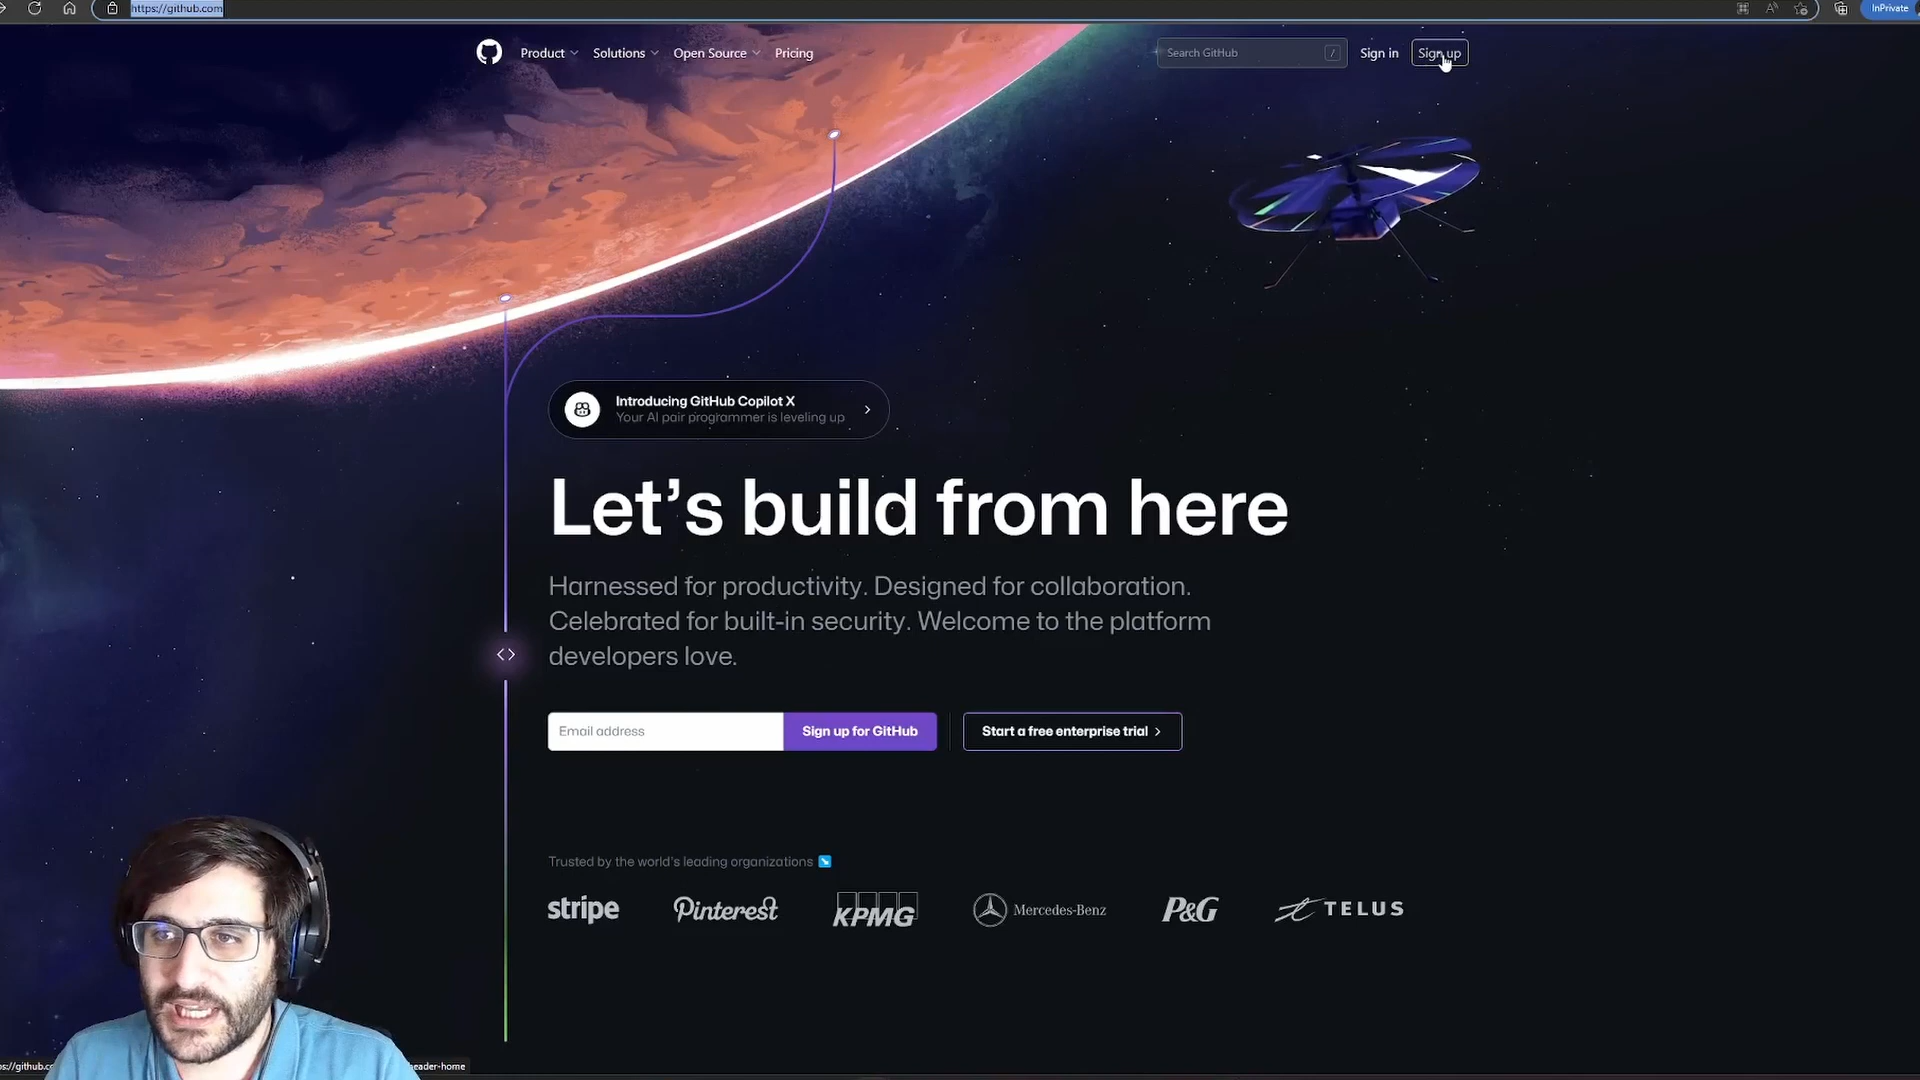 https://github.com
InPrivate
Product
Solutions
Open Source
Pricing
Search GitHub
/
Sign in
Sign up
Introducing GitHub Copilot X
Your AI pair programmer is leveling up
Let's build from here
Harnessed for productivity. Designed for collaboration.
Celebrated for built-in security. Welcome to the platform
developers love.
Email address
Sign up for GitHub
Start a free enterprise trial
Trusted by the world's leading organizations
stripe
Pinterest
KPMG
Mercedes-Benz
P&G
TELUS